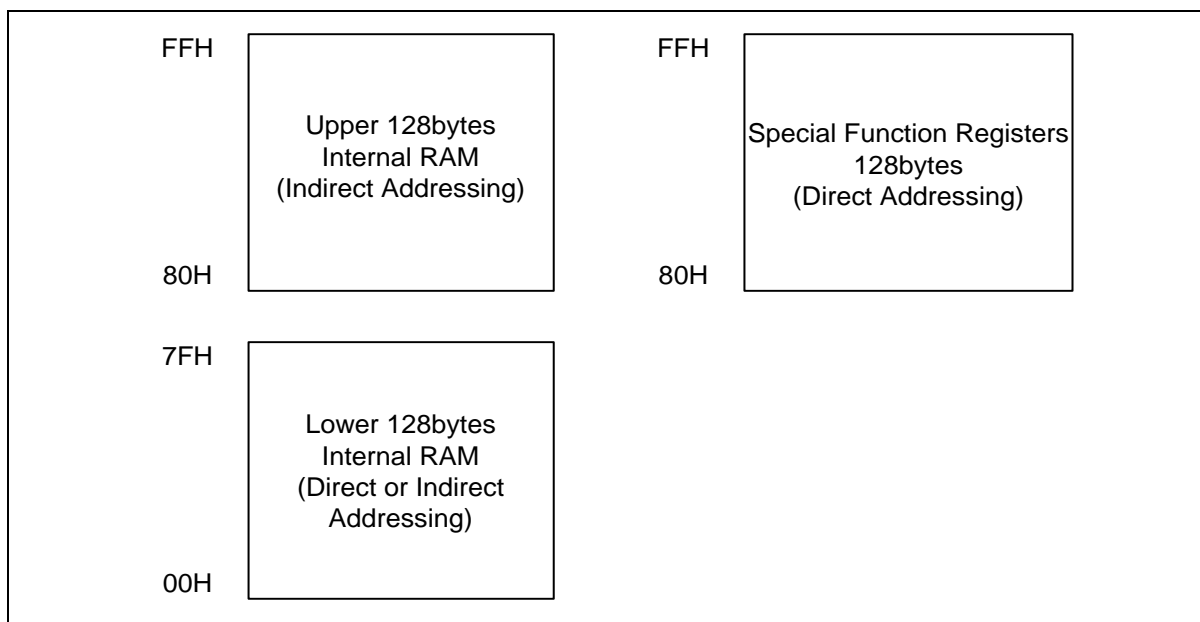 FFH
Upper 128bytes
Internal RAM
(Indirect Addressing)
80H
FFH
Special Function Registers
128bytes
(Direct Addressing)
80H
7FH
Lower 128bytes
Internal RAM
(Direct or Indirect
Addressing)
00H